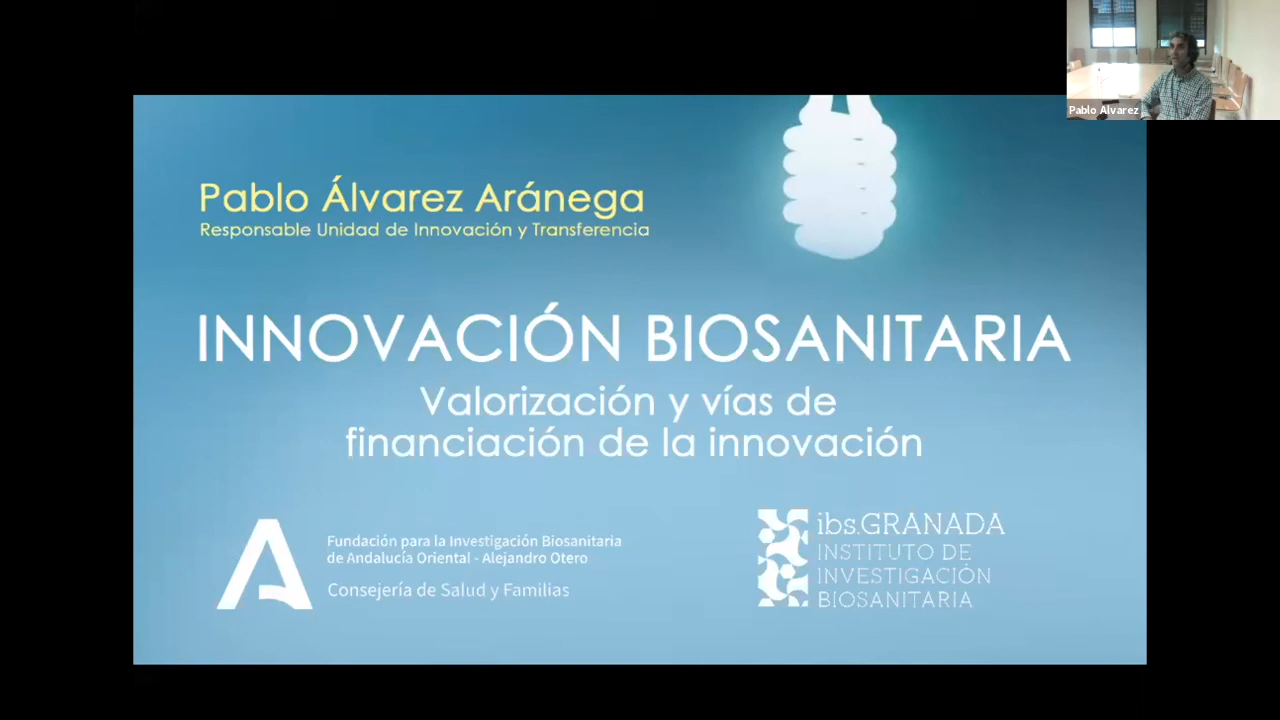 Pablo Alvarez
Pablo Álvarez Aránega
Responsable Unidad de Innovación y Transferencia
INNOVACIÓN BIOSANITARIA
Valorización y vías de
financiación de la innovación
Fundación para la Investigación Biosanitaria
de Andalucía Oriental - Alejandro Otero
Consejería de Salud y Familias
ibs.GRANADA
INSTITUTO DE
INVESTIGACIÓN
BIOSANITARIA